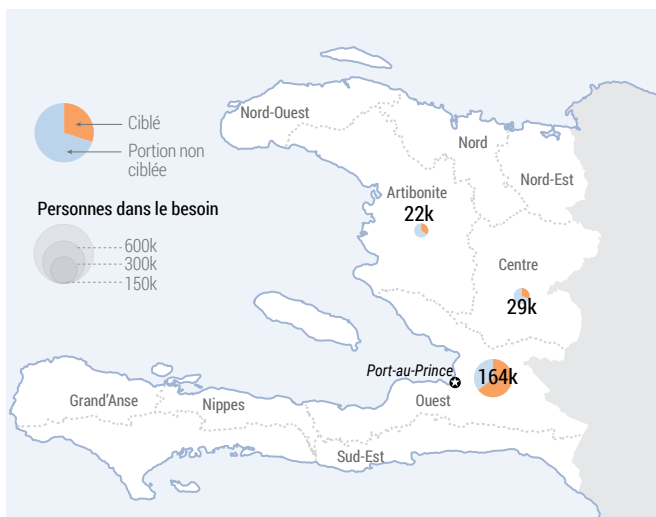 Nord-Ouest
Ciblé
Portion non
ciblée
Nord
Nord-Est
Artibonite
22k
Personnes dans le besoin
600k
300k
150k
Centre
29k
Port-au-Prince
164k
Grand'Anse
Nippes
Ouest
Sud-Est